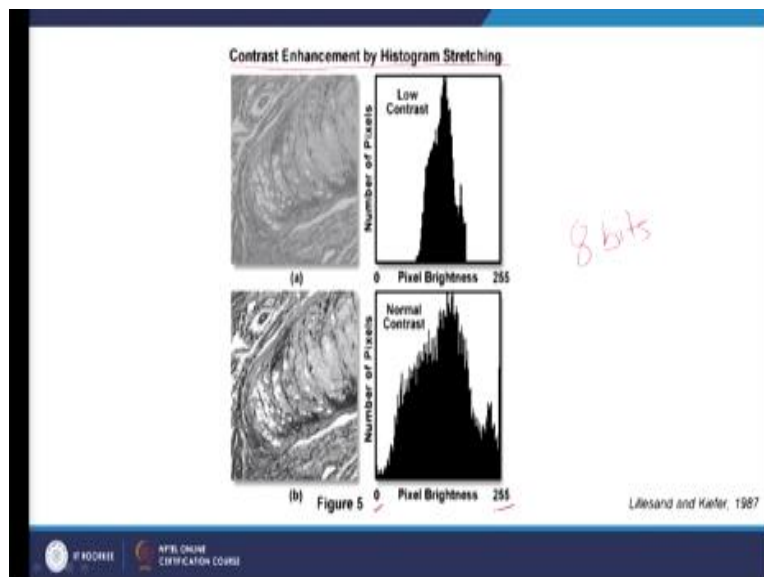 Contrast Enhancement by Histogram Stretching
Low
Contrast
Number of Pixels
(a)
0 Pixel Brightness 255
8 bits
Normal
Contrast
Number of Pixels
(b)
Figure 5
0 Pixel Brightness 255
Lillesand and Kiefer, 1987
IIT ROORKEE
NPTEL ONLINE
CERTIFICATION COURSE